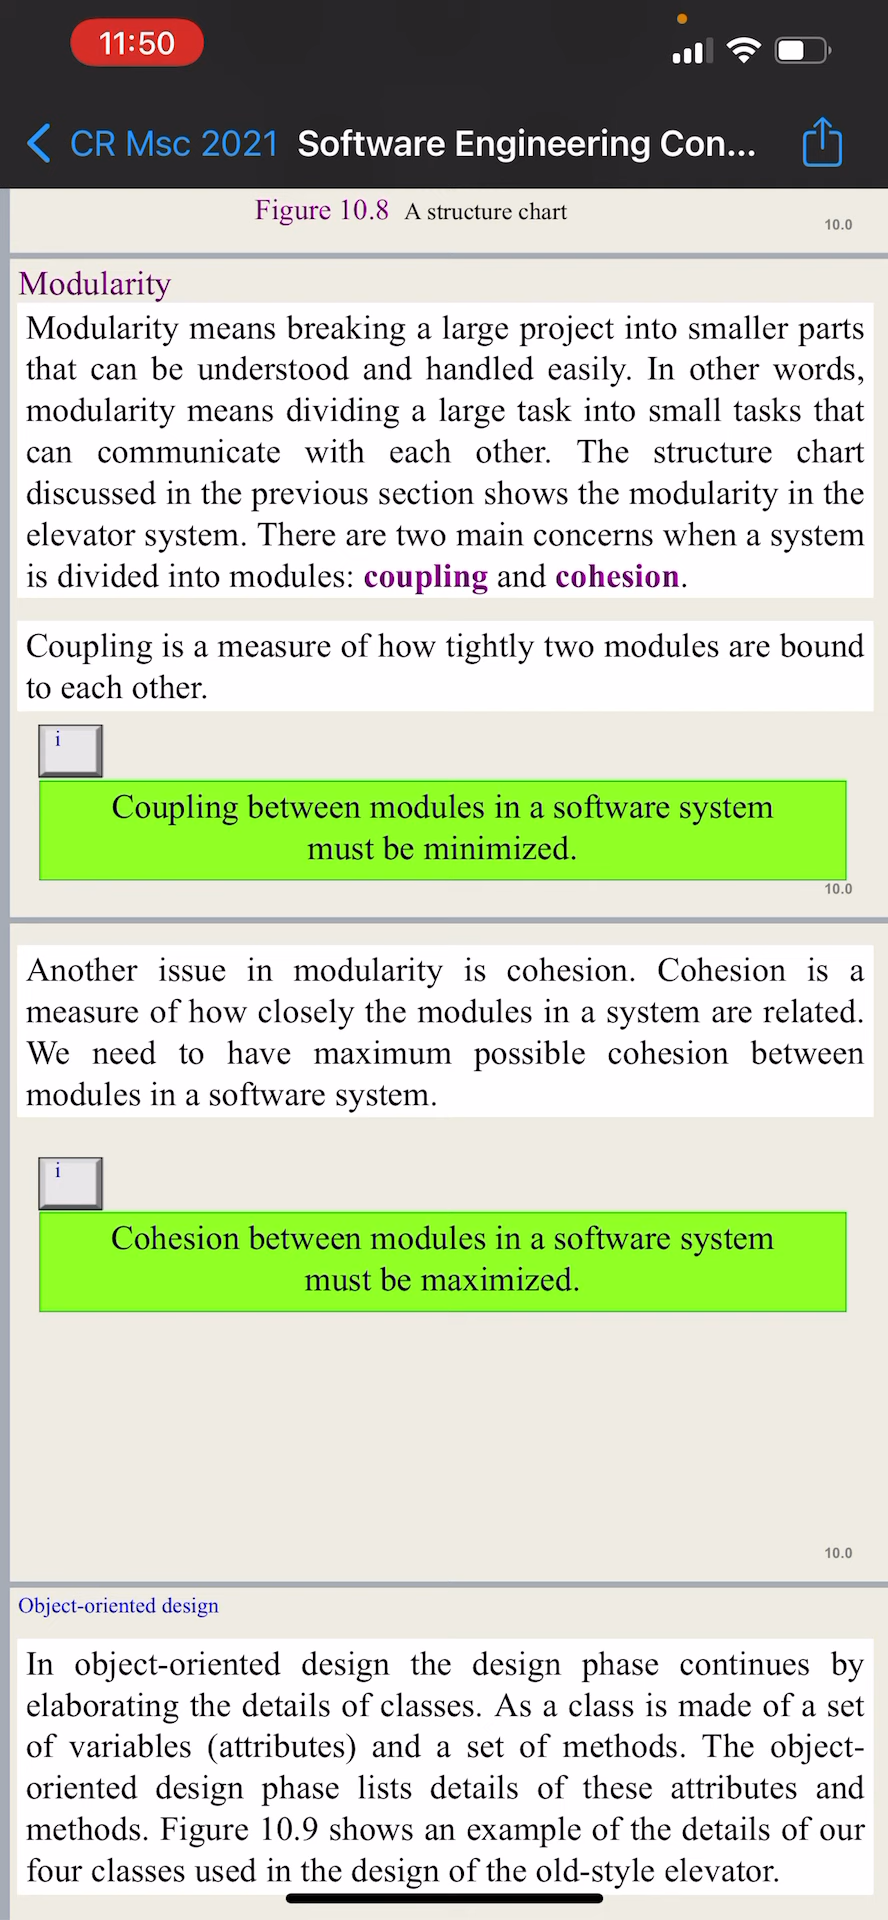 11:50
CR Msc 2021 Software Engineering Con...
Figure 10.8 A structure chart
10.0
Modularity
Modularity means breaking a large project into smaller parts
that can be understood and handled easily. In other words,
modularity means dividing a large task into small tasks that
can communicate with each other. The structure chart
discussed in the previous section shows the modularity in the
elevator system. There are two main concerns when a system
is divided into modules: coupling and cohesion.
Coupling is a measure of how tightly two modules are bound
to each other.
i
Coupling between modules in a software system
must be minimized.
10.0
Another issue in modularity is cohesion. Cohesion is a
measure of how closely the modules in a system are related.
We need to have maximum possible cohesion between
modules in a software system.
i
Cohesion between modules in a software system
must be maximized.
10.0
Object-oriented design
In object-oriented design the design phase continues by
elaborating the details of classes. As a class is made of a set
of variables (attributes) and a set of methods. The object-
oriented design phase lists details of these attributes and
methods. Figure 10.9 shows an example of the details of our
four classes used in the design of the old-style elevator.